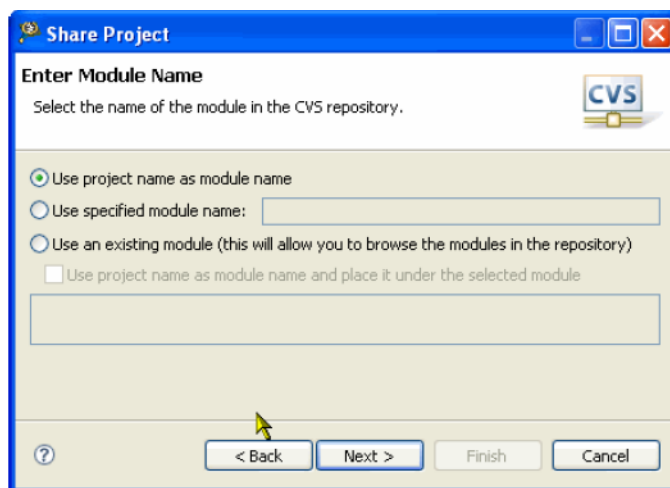 Share Project
Enter Module Name
Select the name of the module in the CVS repository.
CVS
Use project name as module name
Use specified module name:
Use an existing module (this will allow you to browse the modules in the repository)
Use project name as module name and place it under the selected module
? < Back Next > Finish Cancel